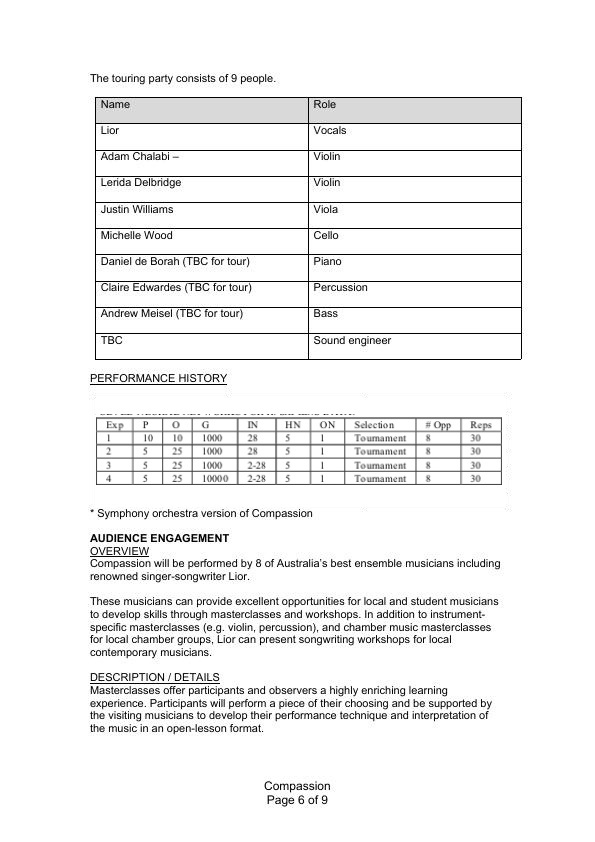 The touring party consists of 9 people.
Name Role
Lior Vocals
Adam Chalabi – Violin
Lerida Delbridge Violin
Justin Williams Viola
Michelle Wood Cello
Daniel de Borah (TBC for tour) Piano
Claire Edwardes (TBC for tour) Percussion
Andrew Meisel (TBC for tour) Bass
TBC Sound engineer
PERFORMANCE HISTORY
Exp P O G IN HN ON Selection # Opp Reps
1 10 10 1000 28 5 1 Tournament 8 30
2 5 25 1000 28 5 1 Tournament 8 30
3 5 25 1000 2-28 5 1 Tournament 8 30
4 5 25 10000 2-28 5 1 Tournament 8 30
* Symphony orchestra version of Compassion
AUDIENCE ENGAGEMENT
OVERVIEW
Compassion will be performed by 8 of Australia's best ensemble musicians including
renowned singer-songwriter Lior.
These musicians can provide excellent opportunities for local and student musicians
to develop skills through masterclasses and workshops. In addition to instrument-
specific masterclasses (e.g. violin, percussion), and chamber music masterclasses
for local chamber groups, Lior can present songwriting workshops for local
contemporary musicians.
DESCRIPTION / DETAILS
Masterclasses offer participants and observers a highly enriching learning
experience. Participants will perform a piece of their choosing and be supported by
the visiting musicians to develop their performance technique and interpretation of
the music in an open-lesson format.
Compassion
Page 6 of 9